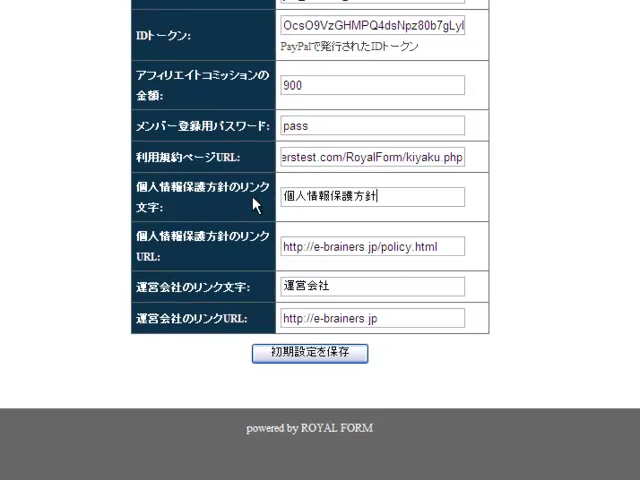 IDトークン:
OcsO9VzGHMPQ4dsNpz80b7gLyl
PayPalで発行されたIDトークン
アフィリエイトコミッションの
金額:
900
メンバー登録用パスワード:
pass
利用規約ページURL:
erstest.com/RoyalForm/kiyaku.php
個人情報保護方針のリンク
文字:
個人情報保護方針
個人情報保護方針のリンク
URL:
http://e-brainers.jp/policy.html
運営会社のリンク文字:
運営会社
運営会社のリンクURL:
http://e-brainers.jp
初期設定を保存
powered by ROYAL FORM